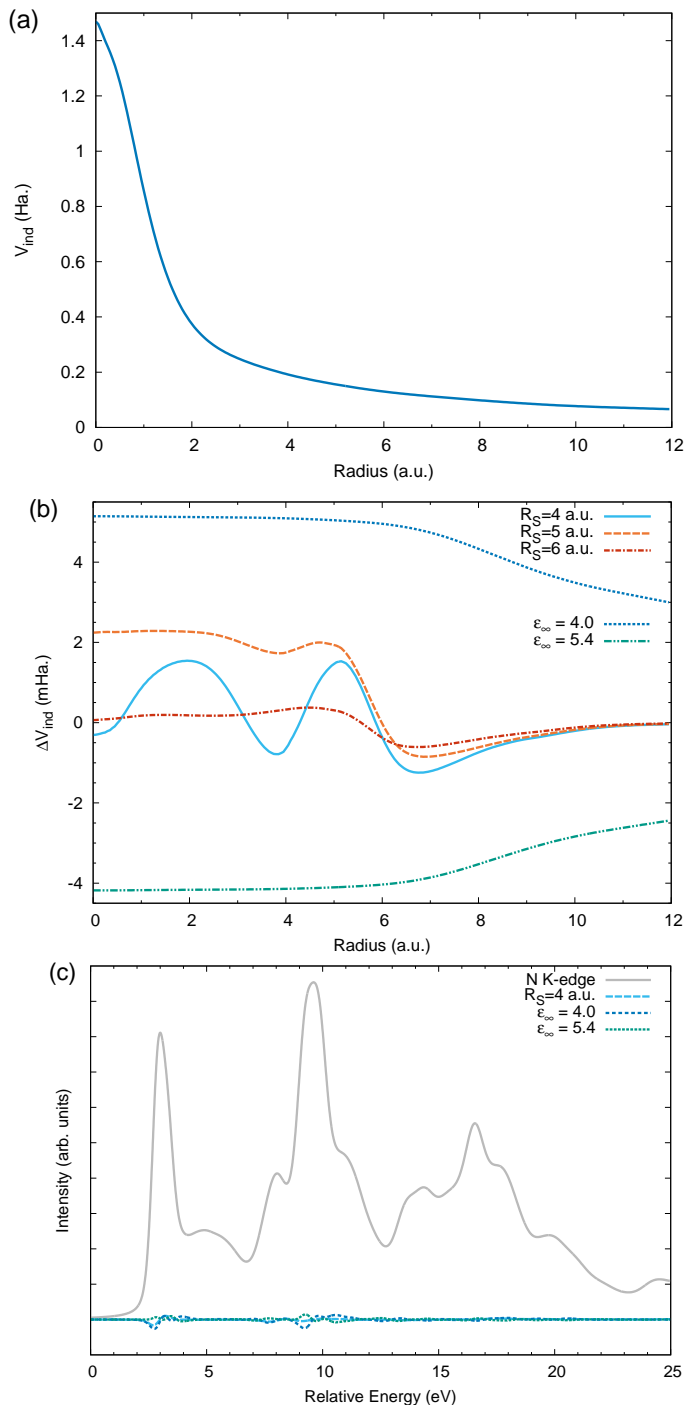 (a)
1.4
1.2
1
0.8
0.6
0.4
0.2
0
V_ind (Ha.)
0 2 4 6 8 10 12
Radius (a.u.)
(b)
R_S=4 a.u.
R_S=5 a.u.
R_S=6 a.u.
ε_∞ = 4.0
ε_∞ = 5.4
4
2
0
-2
-4
ΔV_ind (mHa.)
0 2 4 6 8 10 12
Radius (a.u.)
(c)
N K-edge
R_S=4 a.u.
ε_∞ = 4.0
ε_∞ = 5.4
Intensity (arb. units)
0 5 10 15 20 25
Relative Energy (eV)